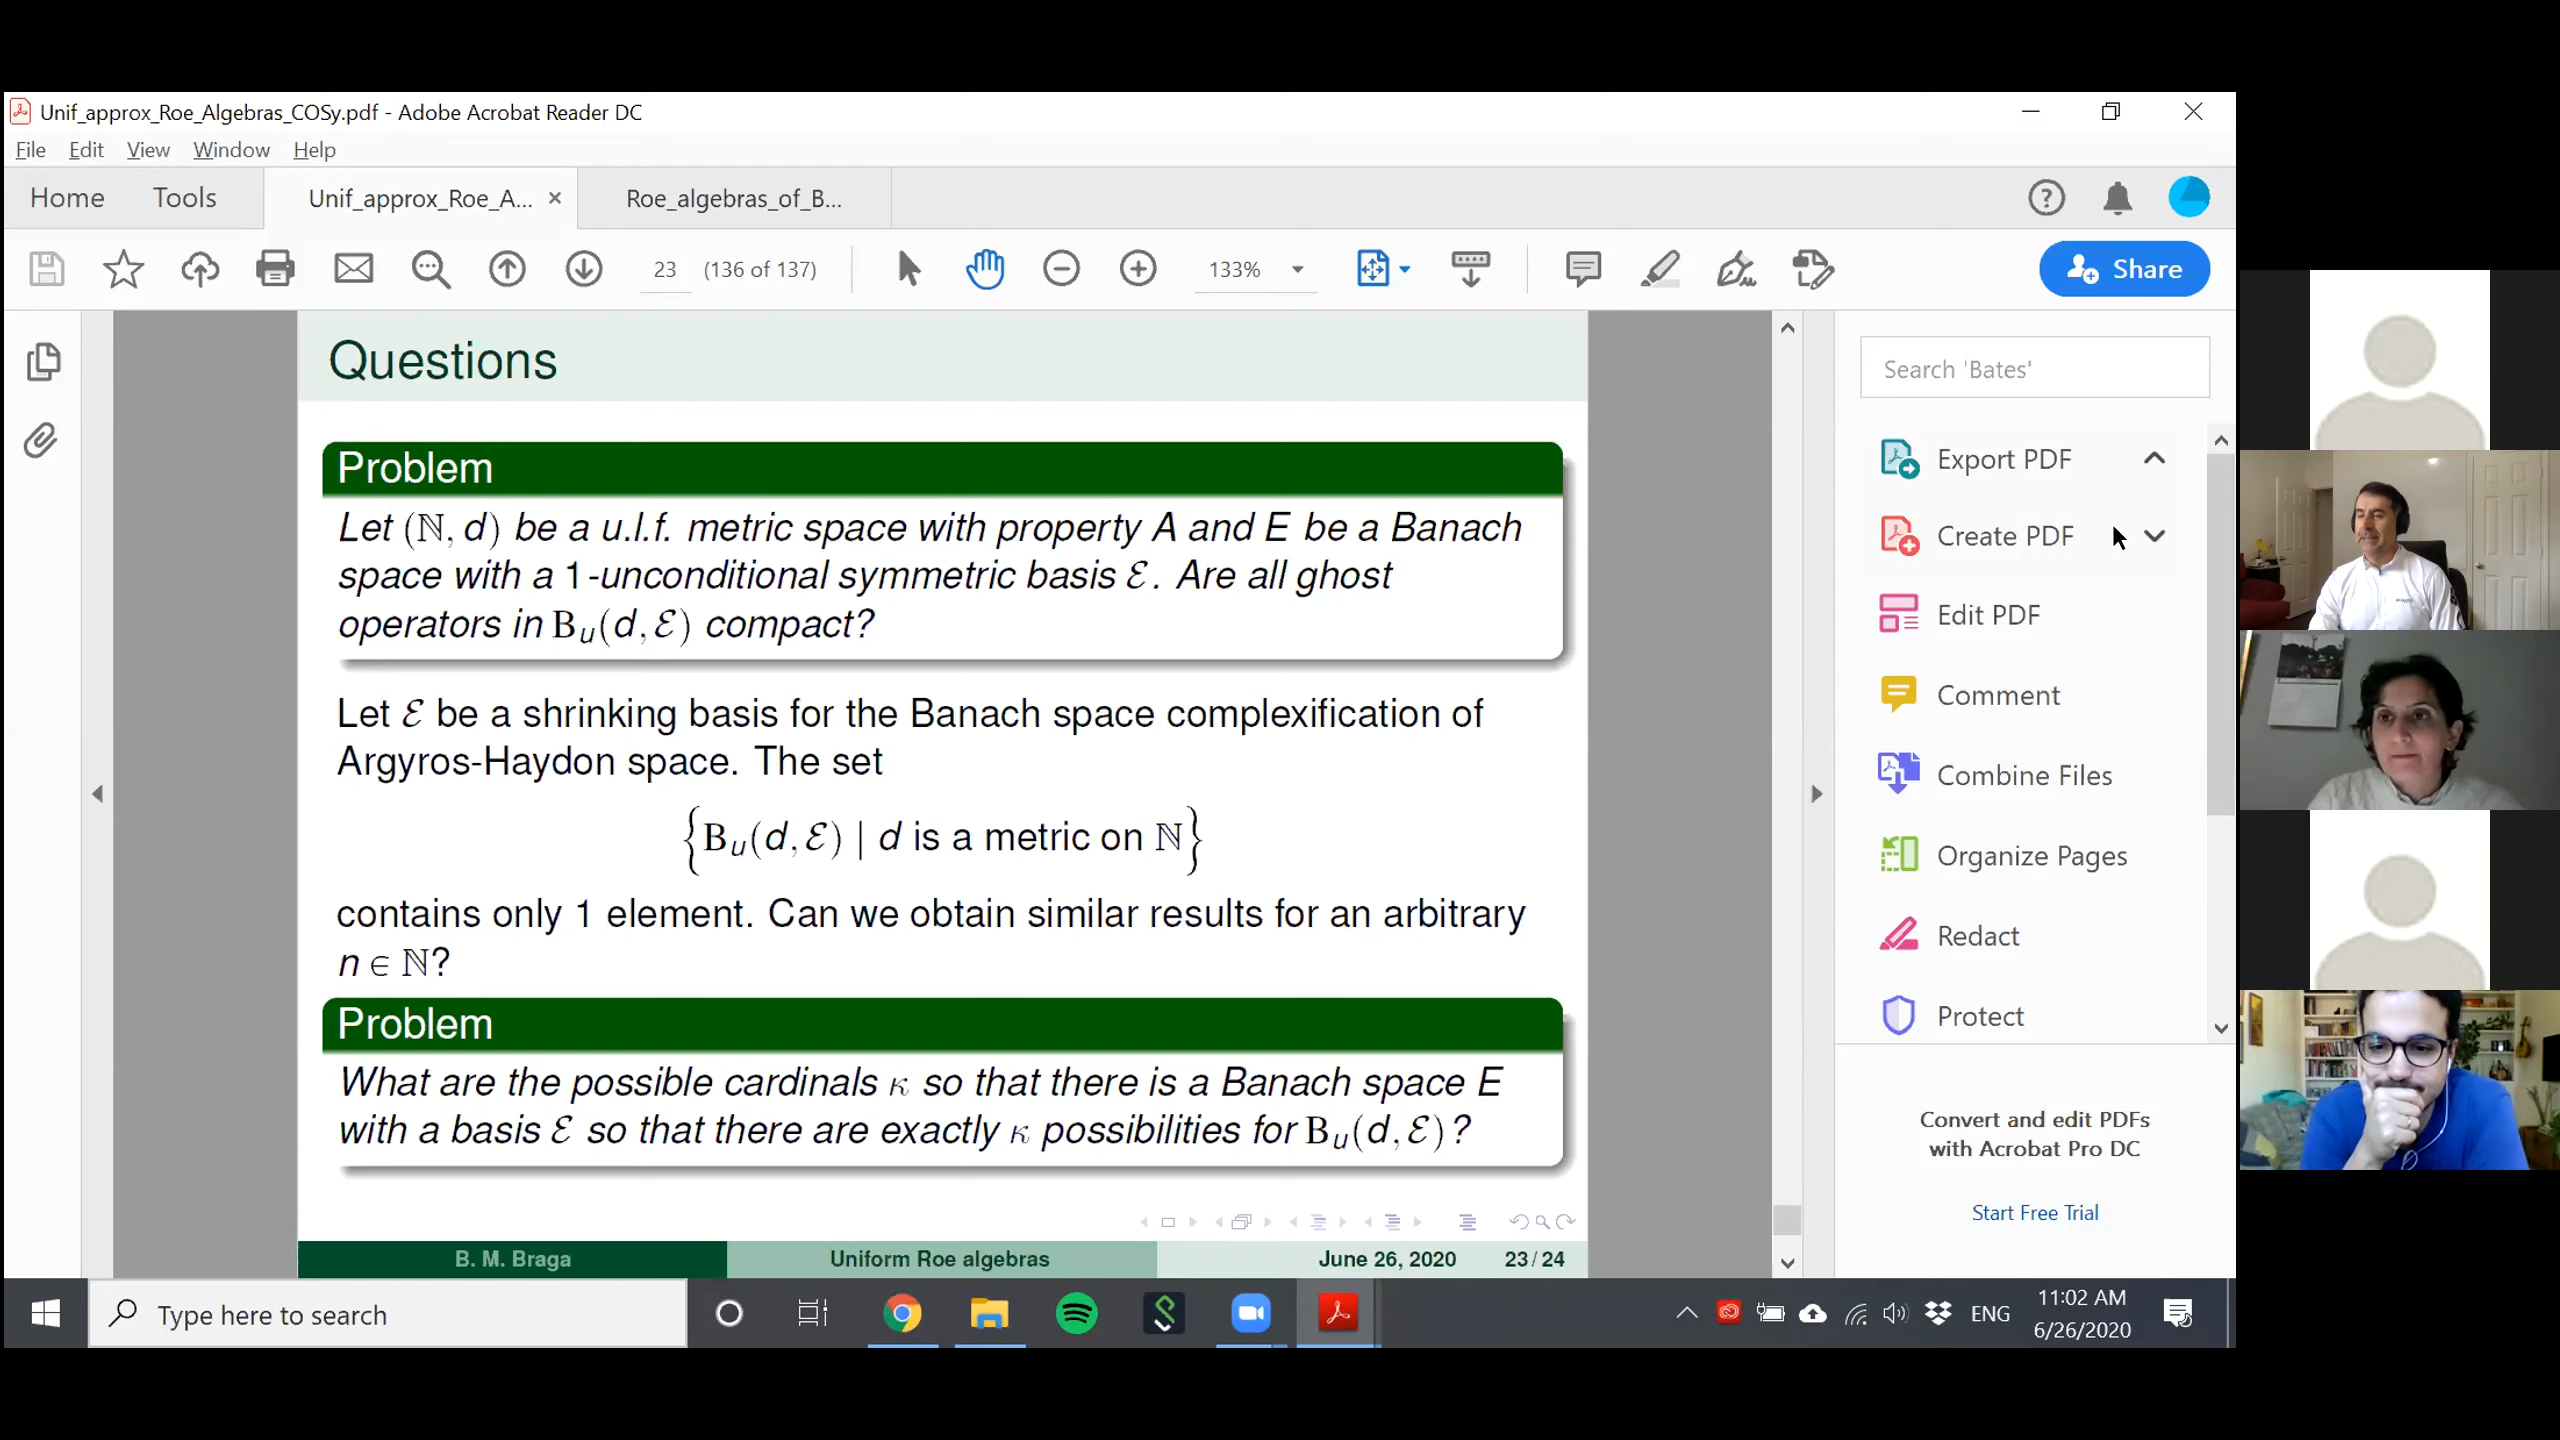 Unif_approx_Roe_Algebras_COSy.pdf - Adobe Acrobat Reader DC
File Edit View Window Help
Home Tools Unif_approx_Roe_A... × Roe_algebras_of_B...
23 (136 of 137) 133% Share
Questions
Problem
Let (ℕ, d) be a u.l.f. metric space with property A and E be a Banach
space with a 1-unconditional symmetric basis ℰ. Are all ghost
operators in B_u(d, ℰ) compact?
Let ℰ be a shrinking basis for the Banach space complexification of
Argyros-Haydon space. The set
{B_u(d, ℰ) | d is a metric on ℕ}
contains only 1 element. Can we obtain similar results for an arbitrary
n ∈ ℕ?
Problem
What are the possible cardinals κ so that there is a Banach space E
with a basis ℰ so that there are exactly κ possibilities for B_u(d, ℰ)?
B. M. Braga Uniform Roe algebras June 26, 2020 23 / 24
Search 'Bates'
Export PDF
Create PDF
Edit PDF
Comment
Combine Files
Organize Pages
Redact
Protect
Convert and edit PDFs
with Acrobat Pro DC
Start Free Trial
Type here to search
ENG
11:02 AM
6/26/2020